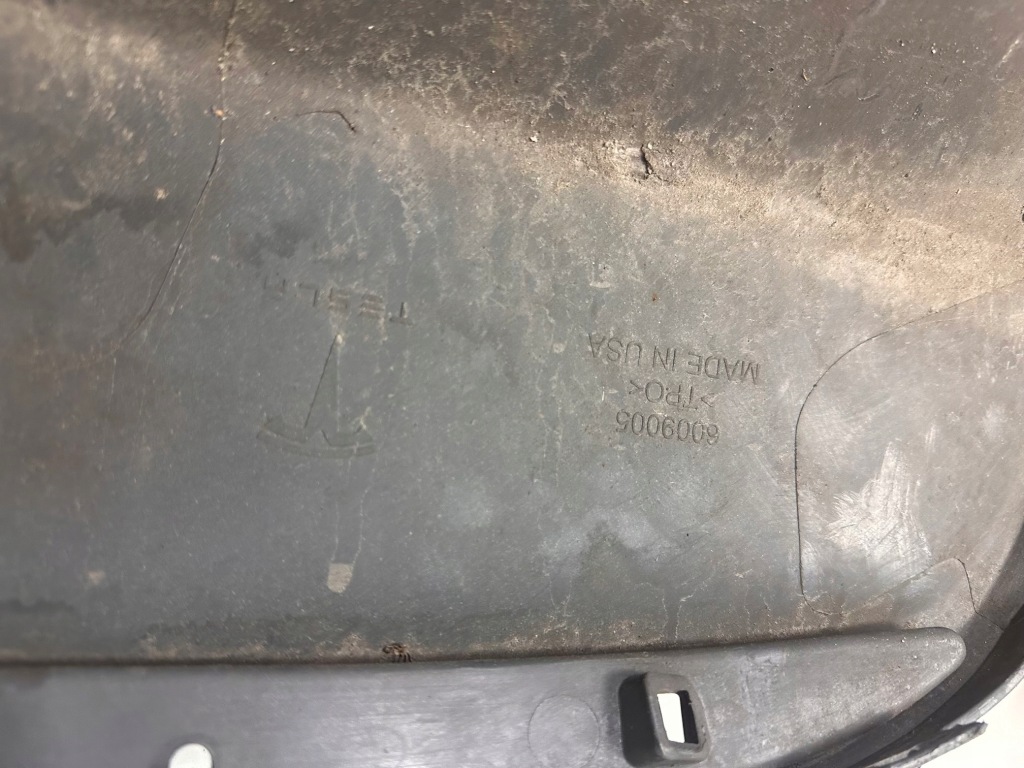 TESLA
6009005
>TPO<
MADE IN USA